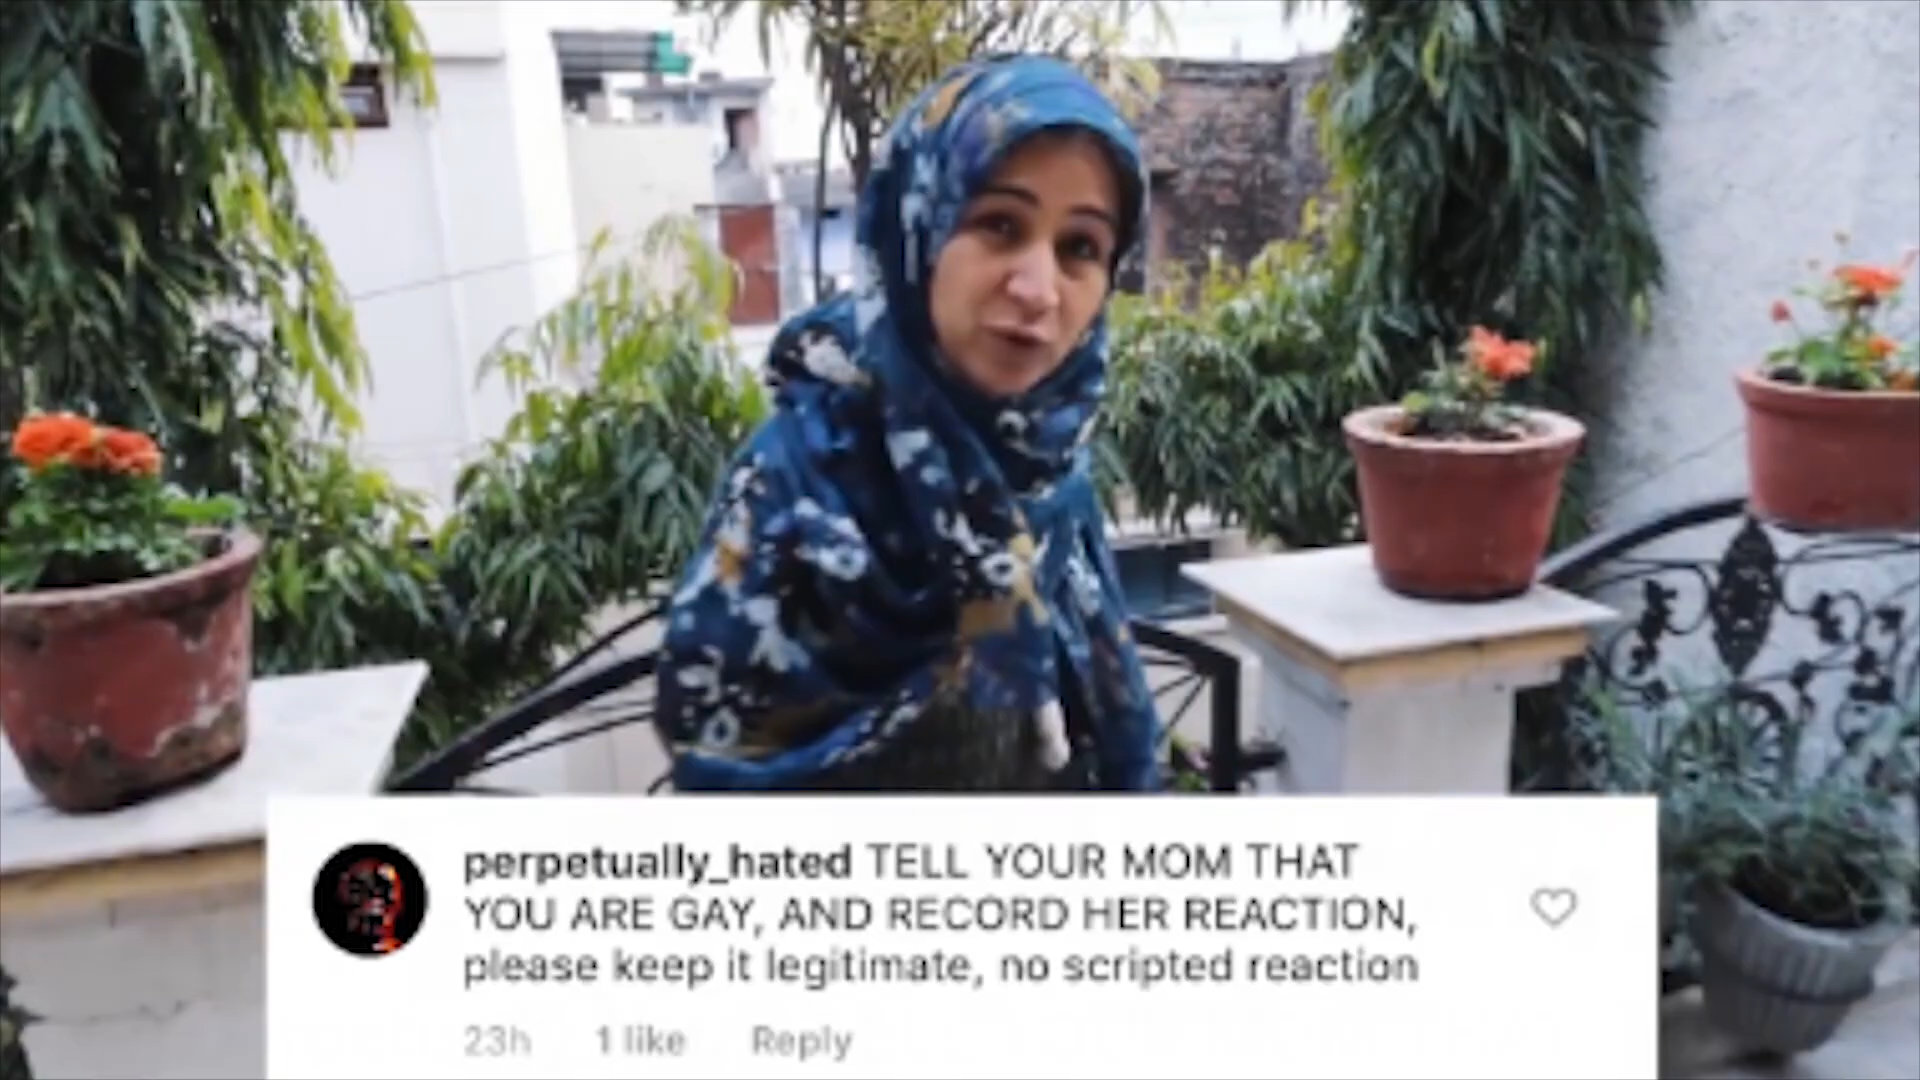 perpetually_hated TELL YOUR MOM THAT
YOU ARE GAY, AND RECORD HER REACTION,
please keep it legitimate, no scripted reaction
23h 1 like Reply